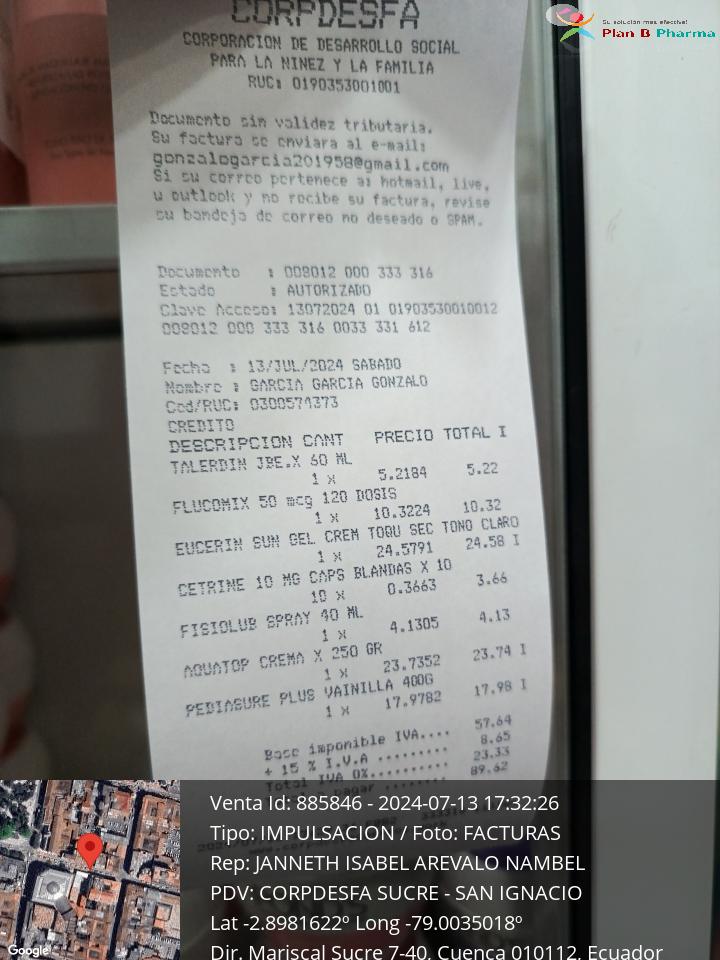 CORPDESFA
CORPORACION DE DESARROLLO SOCIAL
PARA LA NINEZ Y LA FAMILIA
RUC: 0190353001001
Documento sin validez tributaria.
Su factura se enviara al e-mail:
gonzalogarcia201958@gmail.com
Si su correo pertenece a: hotmail, live,
u outlook y no recibe su factura, revise
su bandeja de correo no deseado o SPAM.
Documento : 008012 000 333 316
Estado : AUTORIZADO
Clave Acceso: 13072024 01 01903530010012
008012 000 333 316 0033 331 612
Fecha : 13/JUL/2024 SABADO
Nombre : GARCIA GARCIA GONZALO
Ced/RUC: 0300574373
CREDITO
DESCRIPCION CANT PRECIO TOTAL I
TALERDIN JBE.X 60 ML
1 x 5.2184 5.22
FLUCOMIX 50 mcg 120 DOSIS
1 x 10.3224 10.32
EUCERIN SUN GEL CREM TOQU SEC TONO CLARO
1 x 24.5791 24.58 I
CETRINE 10 MG CAPS BLANDAS X 10
10 x 0.3663 3.66
FISIOLUB SPRAY 40 ML
1 x 4.1305 4.13
AQUATOP CREMA X 250 GR
1 x 23.7352 23.74 I
PEDIASURE PLUS VAINILLA 400G
1 x 17.9782 17.98 I
Base imponible IVA.... 57.64
+ 15 % I.V.A ......... 8.65
Total IVA 0%.......... 23.33
pagar ........ 89.62
Su solución más efectiva!
Plan B Pharma
Venta Id: 885846 - 2024-07-13 17:32:26
Tipo: IMPULSACION / Foto: FACTURAS
Rep: JANNETH ISABEL AREVALO NAMBEL
PDV: CORPDESFA SUCRE - SAN IGNACIO
Lat -2.8981622º Long -79.0035018º
Dir. Mariscal Sucre 7-40, Cuenca 010112, Ecuador
Google